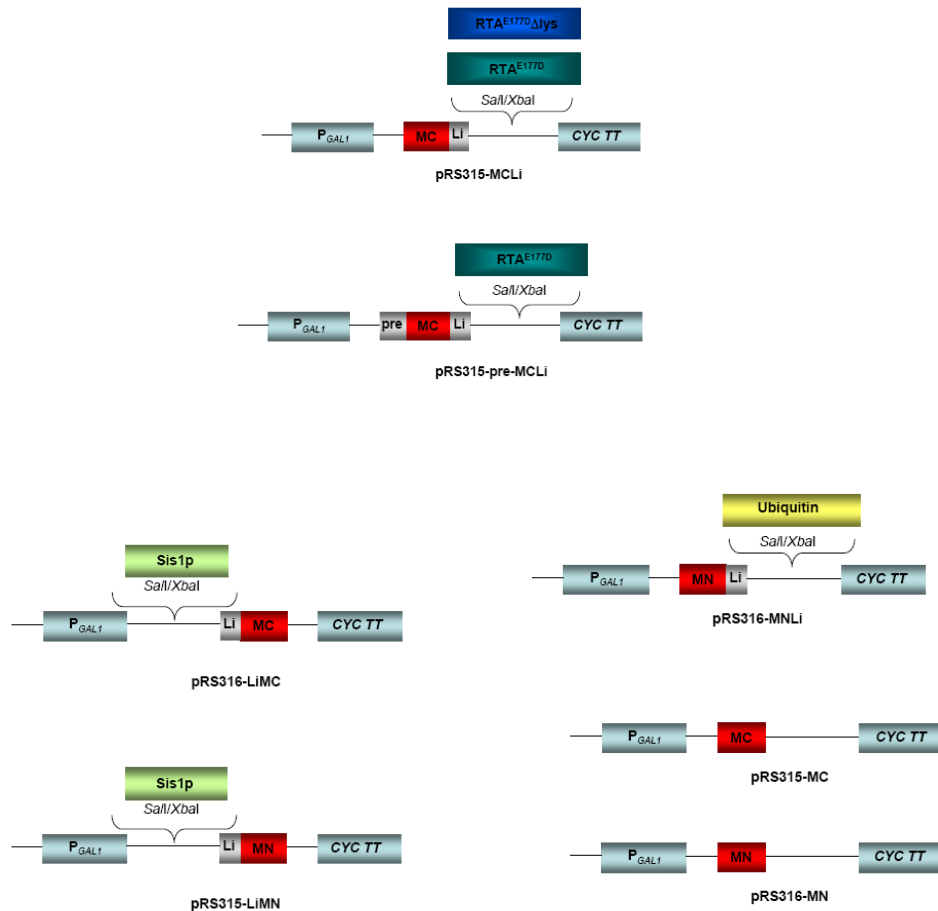 RTAE177DΔlys
RTAE177D
SalI/XbaI
PGAL1 MC Li CYC TT
pRS315-MCLi
RTAE177D
SalI/XbaI
PGAL1 pre MC Li CYC TT
pRS315-pre-MCLi
Sis1p
SalI/XbaI
PGAL1 Li MC CYC TT
pRS316-LiMC
Ubiquitin
SalI/XbaI
PGAL1 MN Li CYC TT
pRS316-MNLi
Sis1p
SalI/XbaI
PGAL1 Li MN CYC TT
pRS315-LiMN
PGAL1 MC CYC TT
pRS315-MC
PGAL1 MN CYC TT
pRS316-MN